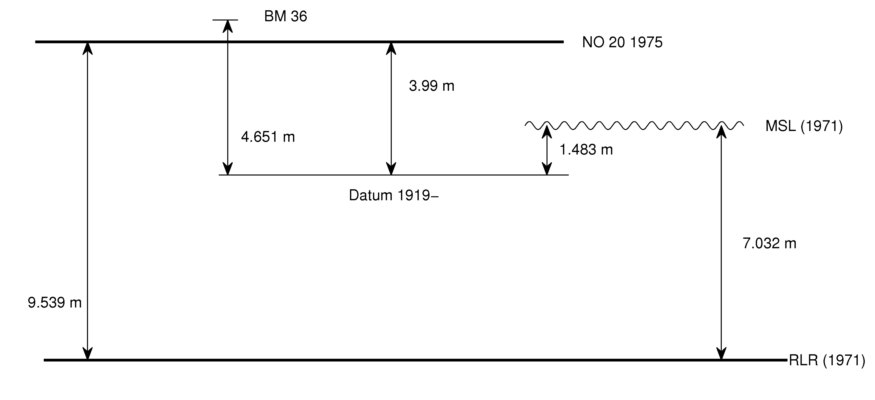 BM 36
NO 20 1975
3.99 m
MSL (1971)
4.651 m
1.483 m
Datum 1919–
7.032 m
9.539 m
RLR (1971)